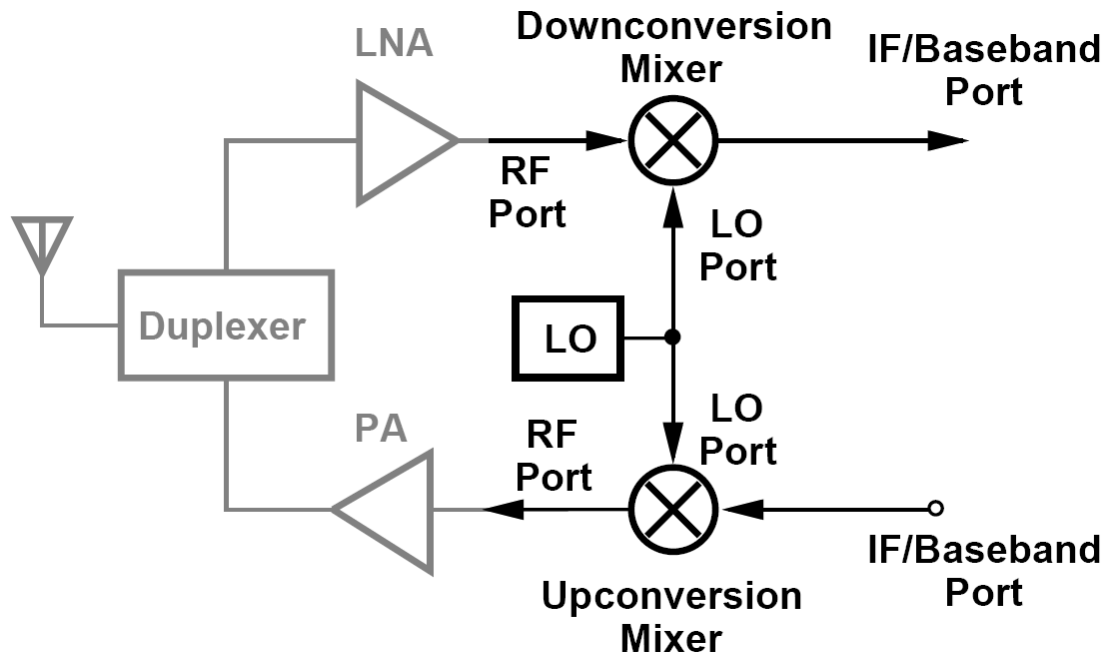 LNA
Downconversion
Mixer
IF/Baseband
Port
RF
Port
LO
Port
Duplexer
LO
PA
RF
Port
LO
Port
IF/Baseband
Port
Upconversion
Mixer